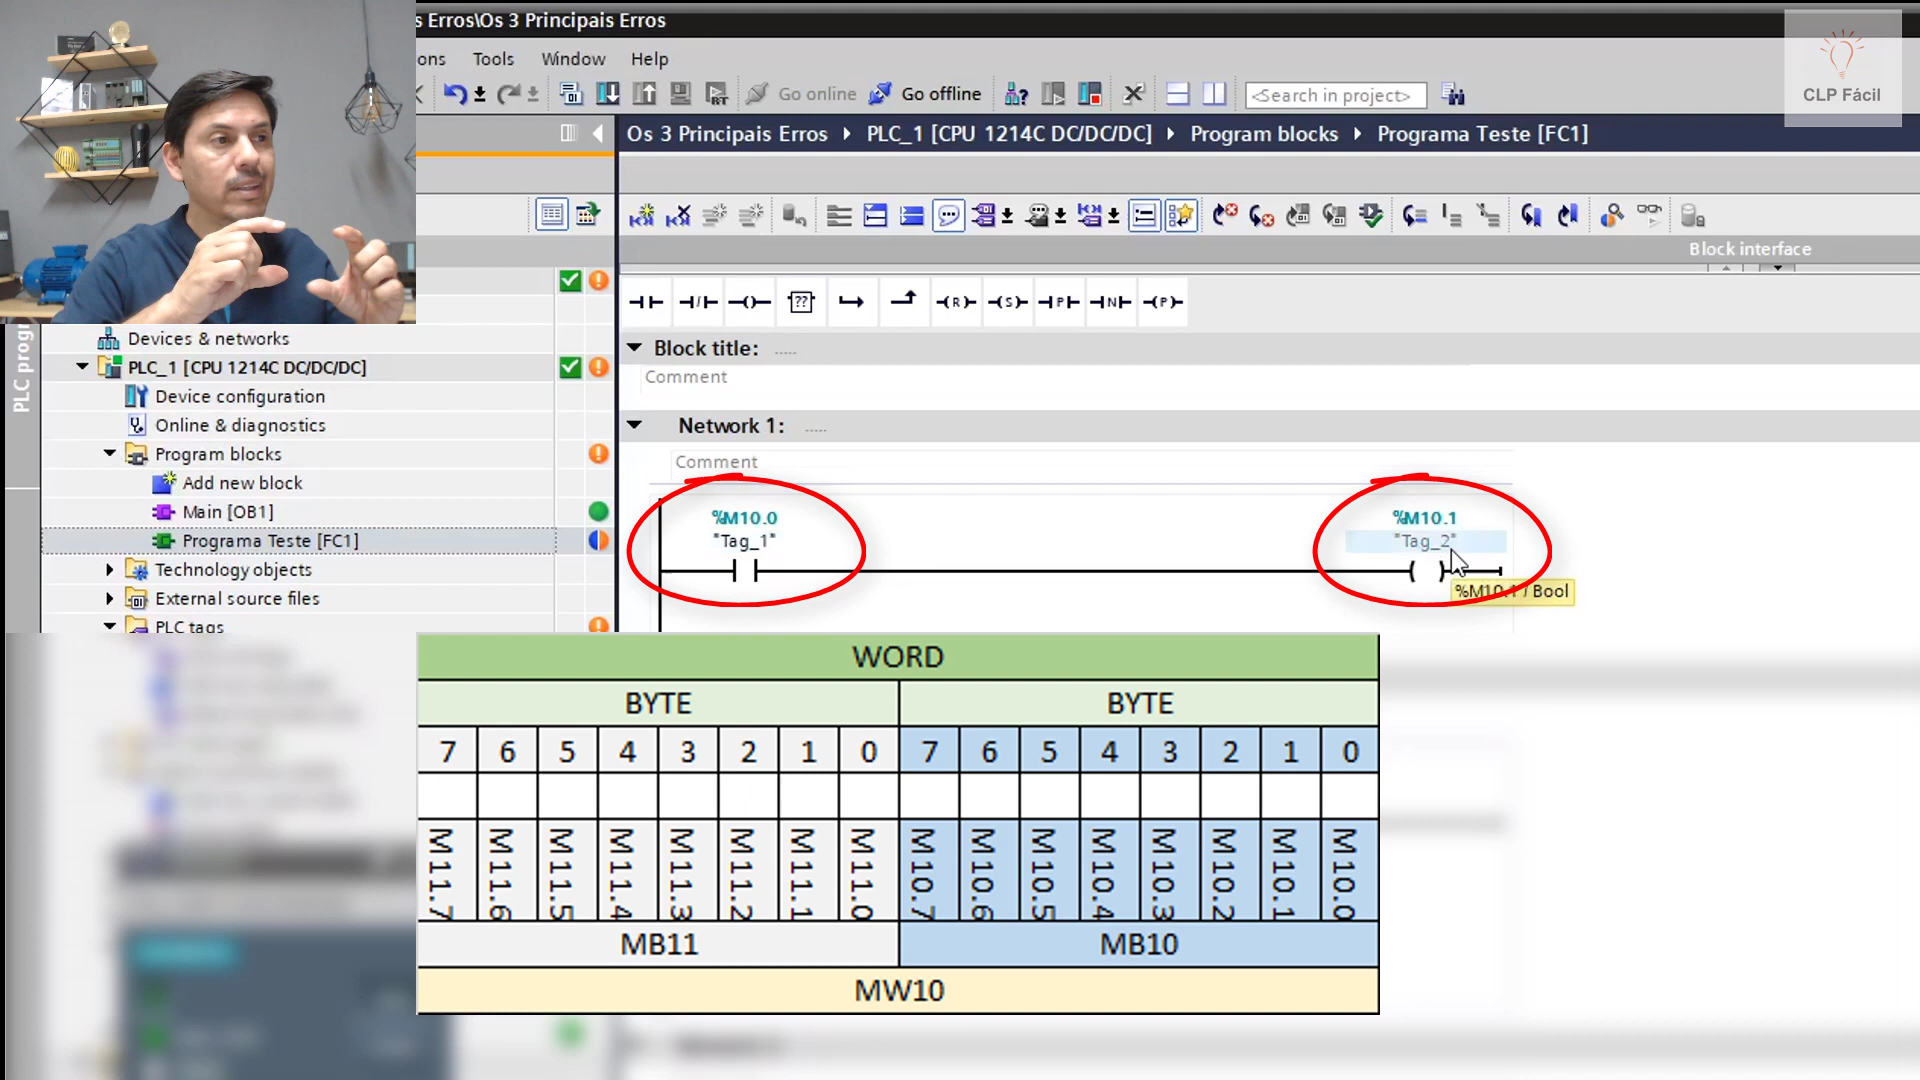 s Erros\Os 3 Principais Erros
ons Tools Window Help
Go online Go offline <Search in project>
CLP Fácil
Os 3 Principais Erros PLC_1 [CPU 1214C DC/DC/DC] Program blocks Programa Teste [FC1]
Block interface
Block title: .....
Comment
Network 1: .....
Comment
%M10.0
"Tag_1"
%M10.1
"Tag_2"
%M10.1 / Bool
PLC prog
Devices & networks
PLC_1 [CPU 1214C DC/DC/DC]
Device configuration
Online & diagnostics
Program blocks
Add new block
Main [OB1]
Programa Teste [FC1]
Technology objects
External source files
PLC tags
WORD
BYTE BYTE
7 6 5 4 3 2 1 0 7 6 5 4 3 2 1 0
M11.7 M11.6 M11.5 M11.4 M11.3 M11.2 M11.1 M11.0 M10.7 M10.6 M10.5 M10.4 M10.3 M10.2 M10.1 M10.0
MB11 MB10
MW10